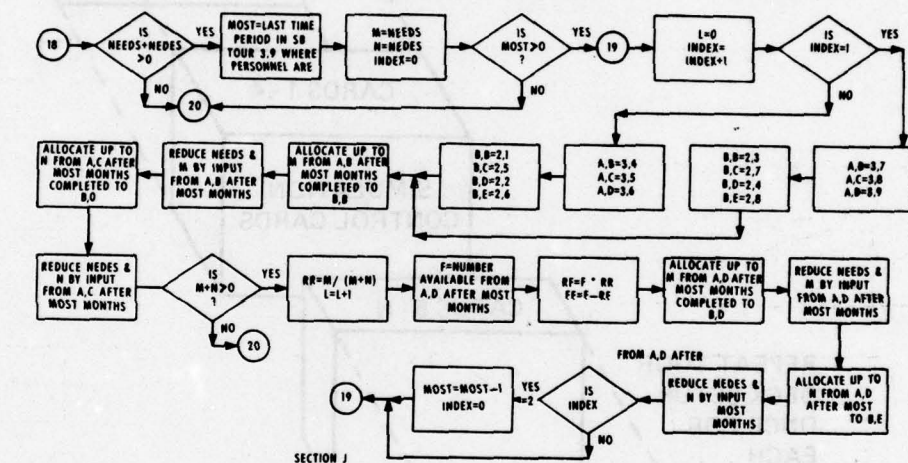 18
IS
NEEDS+NEDES
>0
YES
NO
20
MOST=LAST TIME
PERIOD IN SB
TOUR 3.9 WHERE
PERSONNEL ARE
M=NEEDS
N=NEDES
INDEX=0
IS
MOST>0
?
YES
NO
19
L=0
INDEX=
INDEX+1
IS
INDEX=1
YES
NO
B,B=2,1
B,C=2,5
B,D=2,2
B,E=2,6
A,B=3,4
A,C=3,5
A,D=3,6
B,B=2,3
B,C=2,7
B,D=2,4
B,E=2,8
A,B=3,7
A,C=3,8
A,B=3,9
ALLOCATE UP TO
N FROM A,C AFTER
MOST MONTHS
COMPLETED TO
B,O
REDUCE NEEDS &
M BY INPUT
FROM A,B AFTER
MOST MONTHS
ALLOCATE UP TO
M FROM A,B AFTER
MOST MONTHS
COMPLETED TO
B,B
REDUCE NEDES &
N BY INPUT
FROM A,C AFTER
MOST MONTHS
IS
M+N>0
?
YES
NO
20
RR=M/ (M+N)
L=L+1
F=NUMBER
AVAILABLE FROM
A,D AFTER MOST
MONTHS
RF=F * RR
FF=F-RF
ALLOCATE UP TO
M FROM A,D AFTER
MOST MONTHS
COMPLETED TO
B,D
REDUCE NEEDS &
M BY INPUT
FROM A,D AFTER
MOST MONTHS
FROM A,D AFTER
19
MOST=MOST-1
INDEX=0
YES
=2
IS
INDEX
NO
REDUCE NEDES &
N BY INPUT
MOST
MONTHS
ALLOCATE UP TO
N FROM A,D
AFTER MOST
TO B,E
SECTION J
CARDS
CONTROL CARDS
REPEAT
EACH